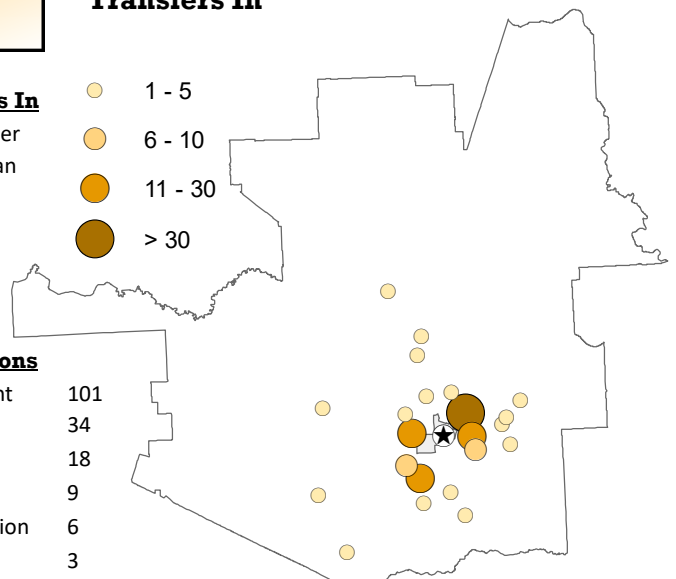 Transfers In
s In
er
an
1 - 5
6 - 10
11 - 30
> 30
ons
nt 101
34
18
9
ion 6
3